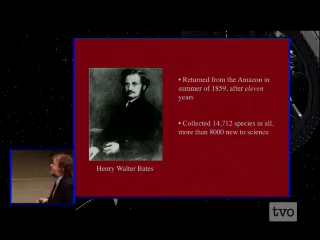 • Returned from the Amazon in
summer of 1859, after eleven
years
• Collected 14,712 species in all,
more than 8000 new to science
Henry Walter Bates
tvo